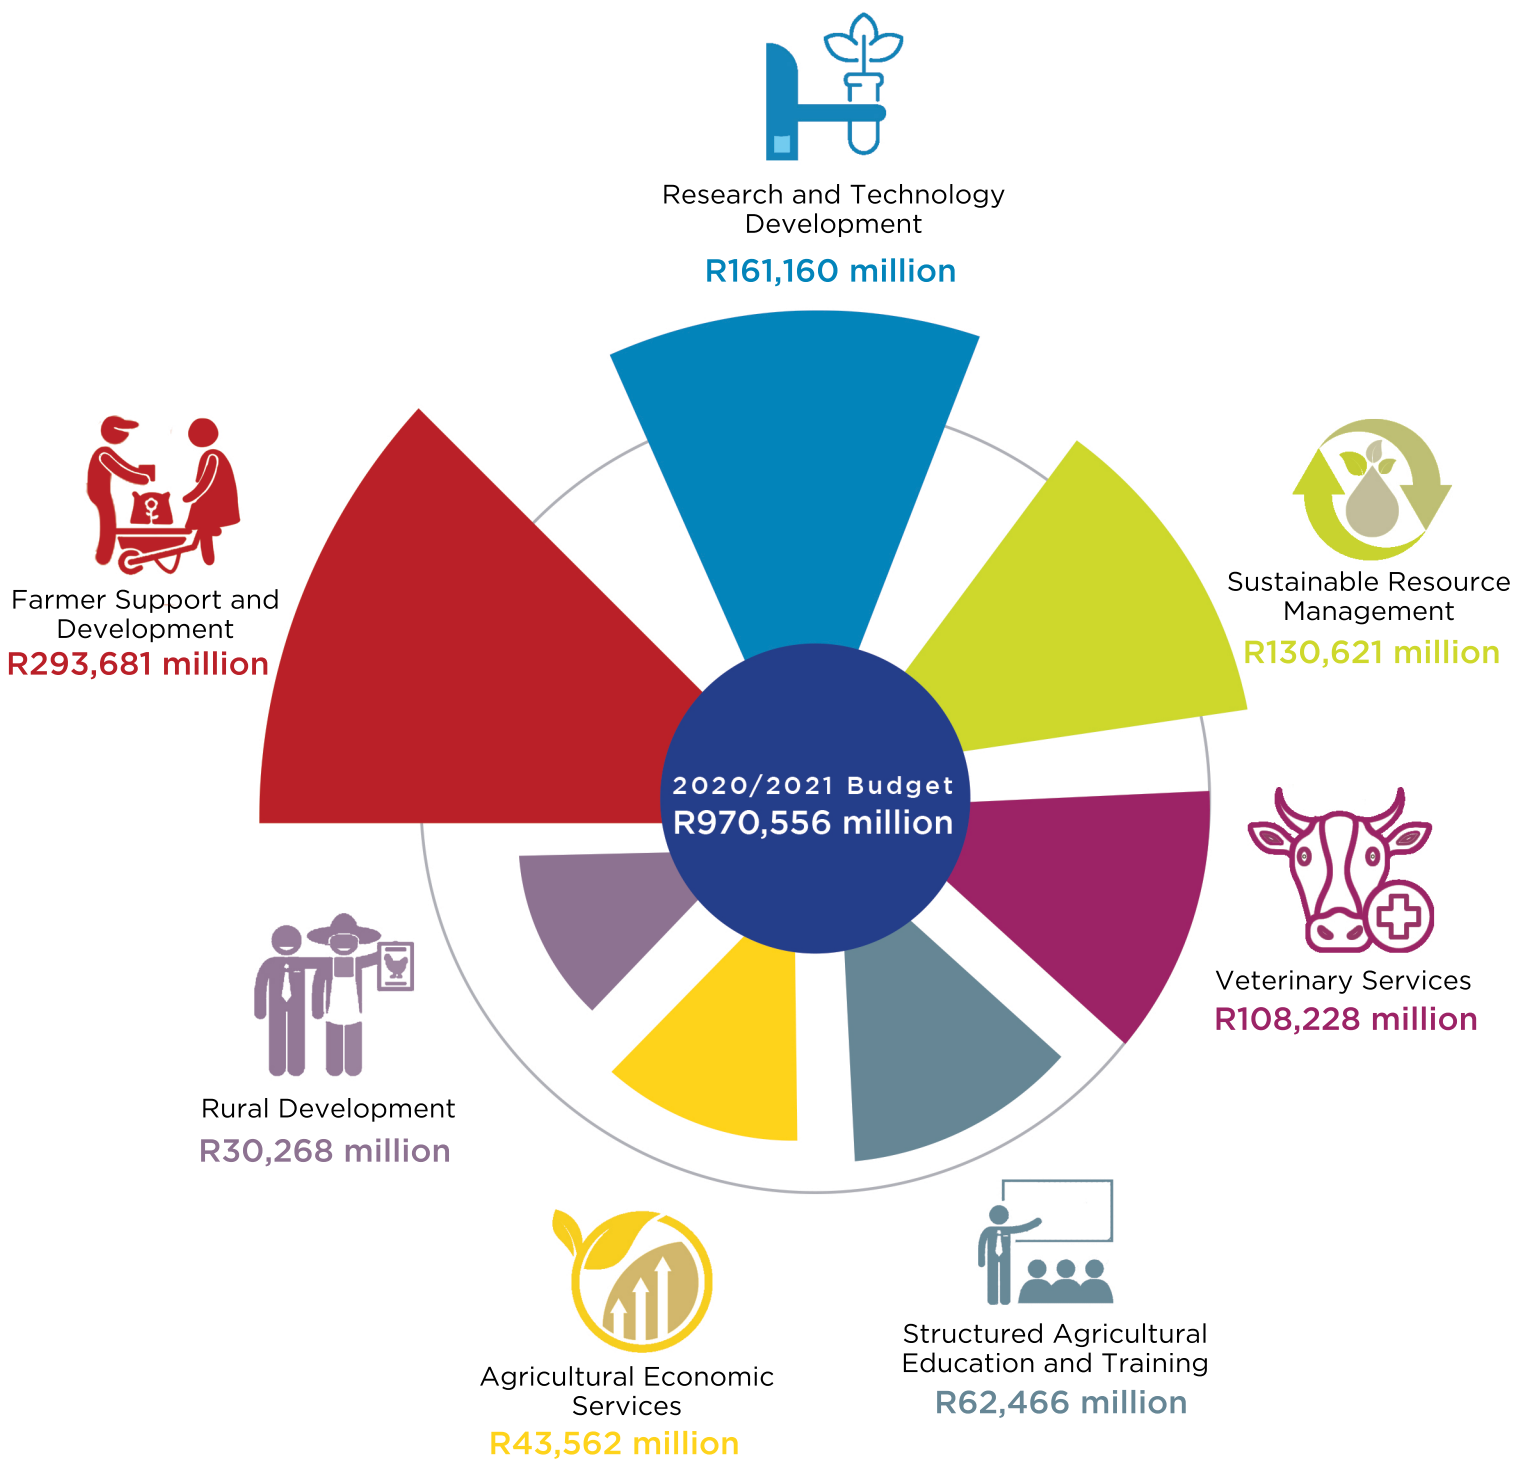 Research and Technology
Development
R161,160 million
Farmer Support and
Development
R293,681 million
Sustainable Resource
Management
R130,621 million
2020/2021 Budget
R970,556 million
Veterinary Services
R108,228 million
Rural Development
R30,268 million
Structured Agricultural
Education and Training
R62,466 million
Agricultural Economic
Services
R43,562 million